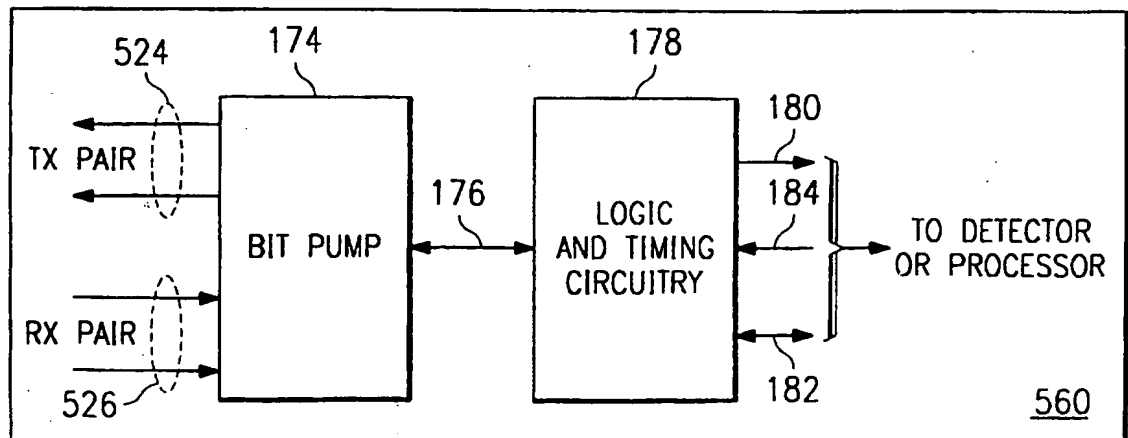 524
174
178
180
TX PAIR
176
184
BIT PUMP
LOGIC
AND TIMING
CIRCUITRY
TO DETECTOR
OR PROCESSOR
RX PAIR
526
182
560